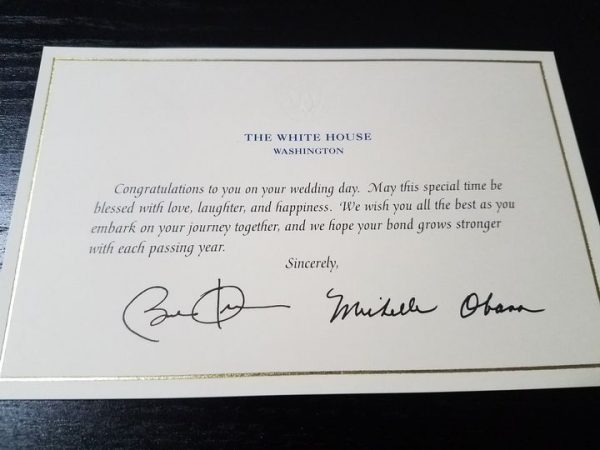 THE WHITE HOUSE
WASHINGTON
Congratulations to you on your wedding day. May this special time be
blessed with love, laughter, and happiness. We wish you all the best as you
embark on your journey together, and we hope your bond grows stronger
with each passing year.
Sincerely,
Michelle Obama